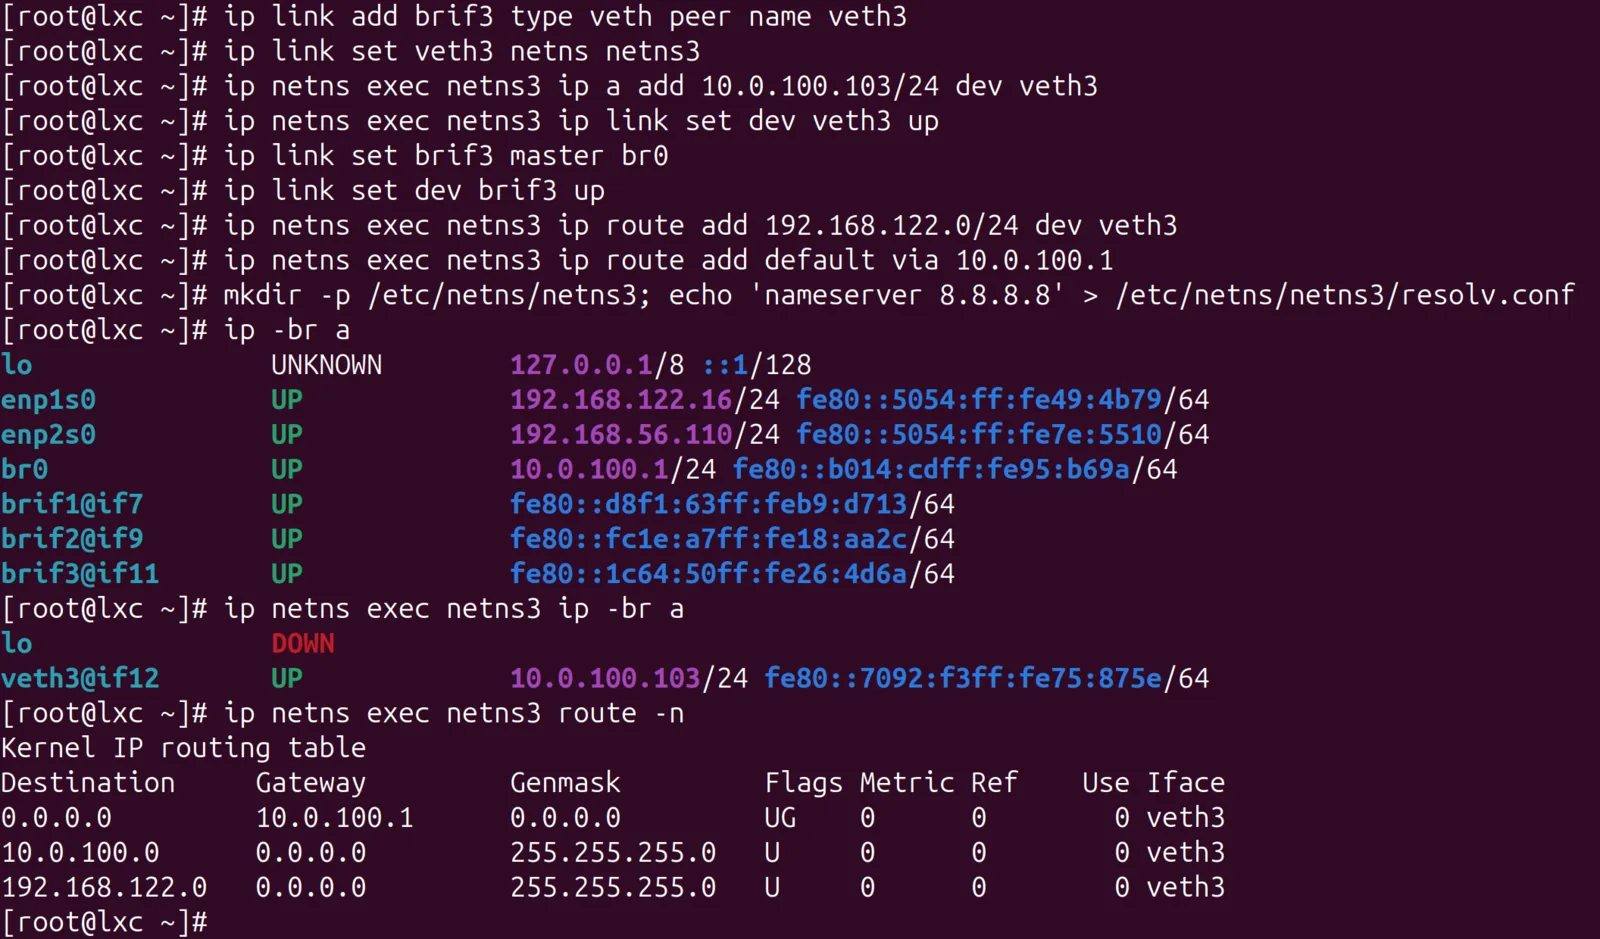 [root@lxc ~]# ip link add brif3 type veth peer name veth3
[root@lxc ~]# ip link set veth3 netns netns3
[root@lxc ~]# ip netns exec netns3 ip a add 10.0.100.103/24 dev veth3
[root@lxc ~]# ip netns exec netns3 ip link set dev veth3 up
[root@lxc ~]# ip link set brif3 master br0
[root@lxc ~]# ip link set dev brif3 up
[root@lxc ~]# ip netns exec netns3 ip route add 192.168.122.0/24 dev veth3
[root@lxc ~]# ip netns exec netns3 ip route add default via 10.0.100.1
[root@lxc ~]# mkdir -p /etc/netns/netns3; echo 'nameserver 8.8.8.8' > /etc/netns/netns3/resolv.conf
[root@lxc ~]# ip -br a
lo               UNKNOWN        127.0.0.1/8 ::1/128
enp1s0           UP             192.168.122.16/24 fe80::5054:ff:fe49:4b79/64
enp2s0           UP             192.168.56.110/24 fe80::5054:ff:fe7e:5510/64
br0              UP             10.0.100.1/24 fe80::b014:cdff:fe95:b69a/64
brif1@if7        UP             fe80::d8f1:63ff:feb9:d713/64
brif2@if9        UP             fe80::fc1e:a7ff:fe18:aa2c/64
brif3@if11       UP             fe80::1c64:50ff:fe26:4d6a/64
[root@lxc ~]# ip netns exec netns3 ip -br a
lo               DOWN
veth3@if12       UP             10.0.100.103/24 fe80::7092:f3ff:fe75:875e/64
[root@lxc ~]# ip netns exec netns3 route -n
Kernel IP routing table
Destination     Gateway         Genmask         Flags Metric Ref    Use Iface
0.0.0.0         10.0.100.1      0.0.0.0         UG    0      0        0 veth3
10.0.100.0      0.0.0.0         255.255.255.0   U     0      0        0 veth3
192.168.122.0   0.0.0.0         255.255.255.0   U     0      0        0 veth3
[root@lxc ~]#